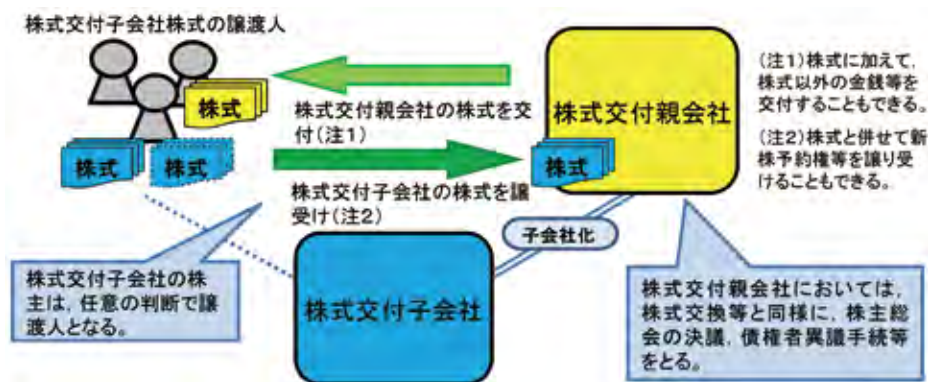 株式交付子会社株式の譲渡人
株式
株式
株式
株式交付親会社の株式を交
付(注1)
株式交付子会社の株式を譲
受け(注2)
株式交付親会社
株式
(注1)株式に加えて,
株式以外の金銭等を
交付することもできる。
(注2)株式と併せて新
株予約権等を譲り受
けることもできる。
子会社化
株式交付子会社の株
主は,任意の判断で譲
渡人となる。
株式交付子会社
株式交付親会社においては,
株式交換等と同様に,株主総
会の決議,債権者異議手続等
をとる。